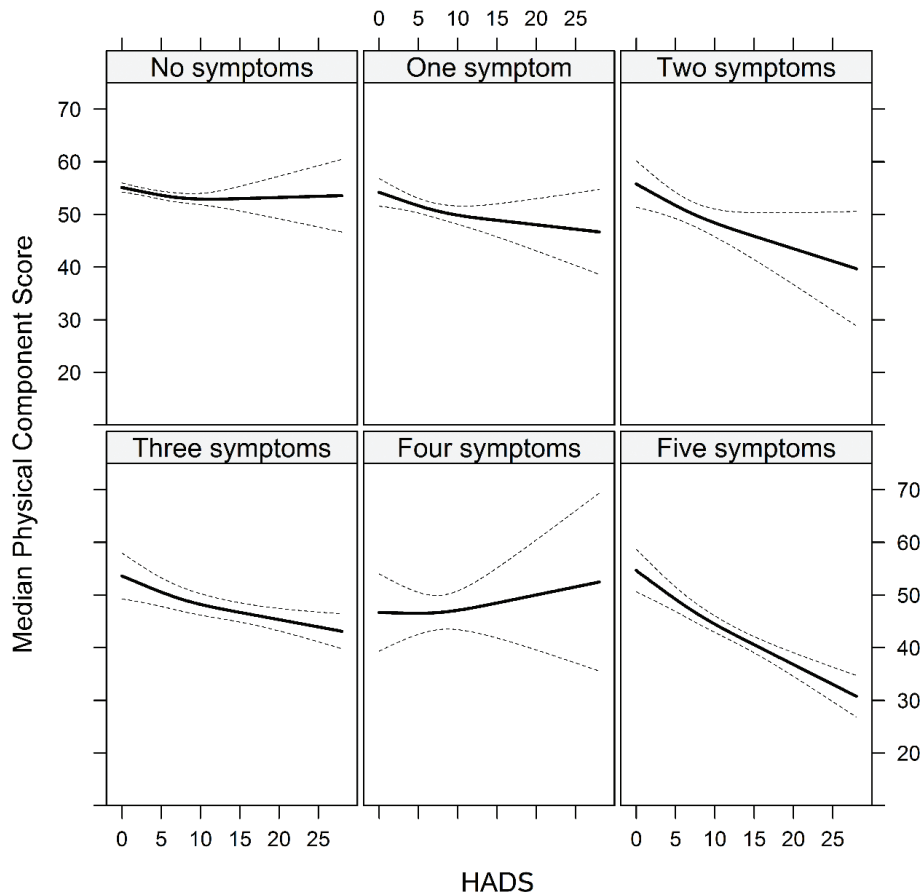 0 5 10 15 20 25
No symptoms One symptom Two symptoms
70
60
50
40
30
20
Median Physical Component Score
Three symptoms Four symptoms Five symptoms
70
60
50
40
30
20
0 5 10 15 20 25 0 5 10 15 20 25
HADS